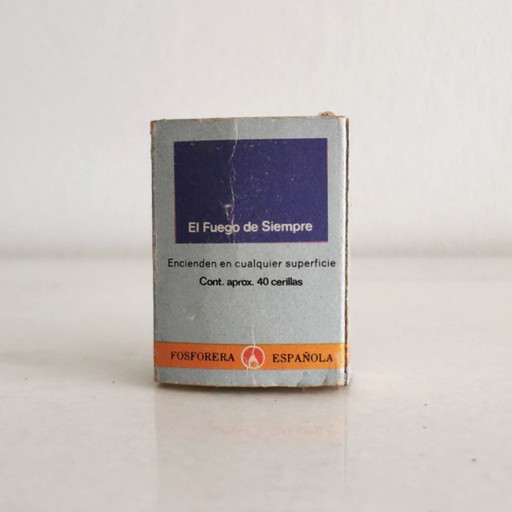 El Fuego de Siempre
Encienden en cualquier superficie
Cont. aprox. 40 cerillas
FOSFORERA ESPAÑOLA